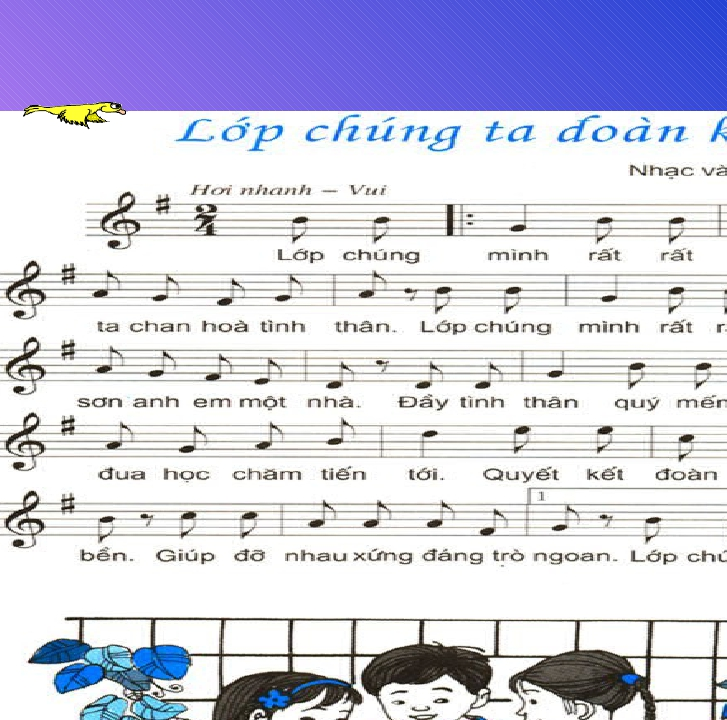 Lớp chúng ta đoàn k
Nhạc và
Hơi nhanh – Vui
2
4
Lớp chúng mình rất rất
ta chan hoà tình thân. Lớp chúng mình rất r
sơn anh em một nhà. Đầy tình thân quý mến
đua học chăm tiến tới. Quyết kết đoàn
1
bền. Giúp đỡ nhau xứng đáng trò ngoan. Lớp chú